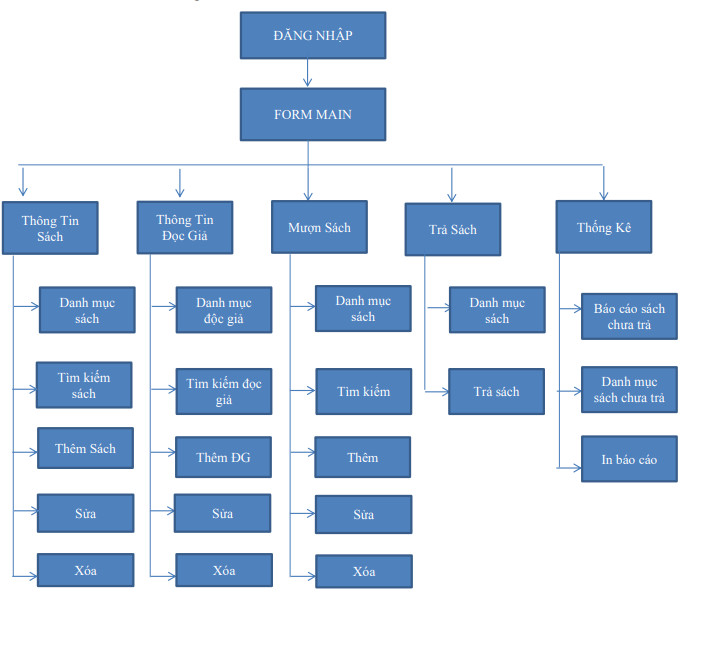 ĐĂNG NHẬP
FORM MAIN
Thông Tin
Sách
Thông Tin
Đọc Giả
Mượn Sách
Trả Sách
Thống Kê
Danh mục
sách
Tìm kiếm
sách
Thêm Sách
Sửa
Xóa
Danh mục
độc giả
Tìm kiếm đọc
giả
Thêm ĐG
Sửa
Xóa
Danh mục
sách
Tìm kiếm
Thêm
Sửa
Xóa
Danh mục
sách
Trả sách
Báo cáo sách
chưa trả
Danh mục
sách chưa trả
In báo cáo